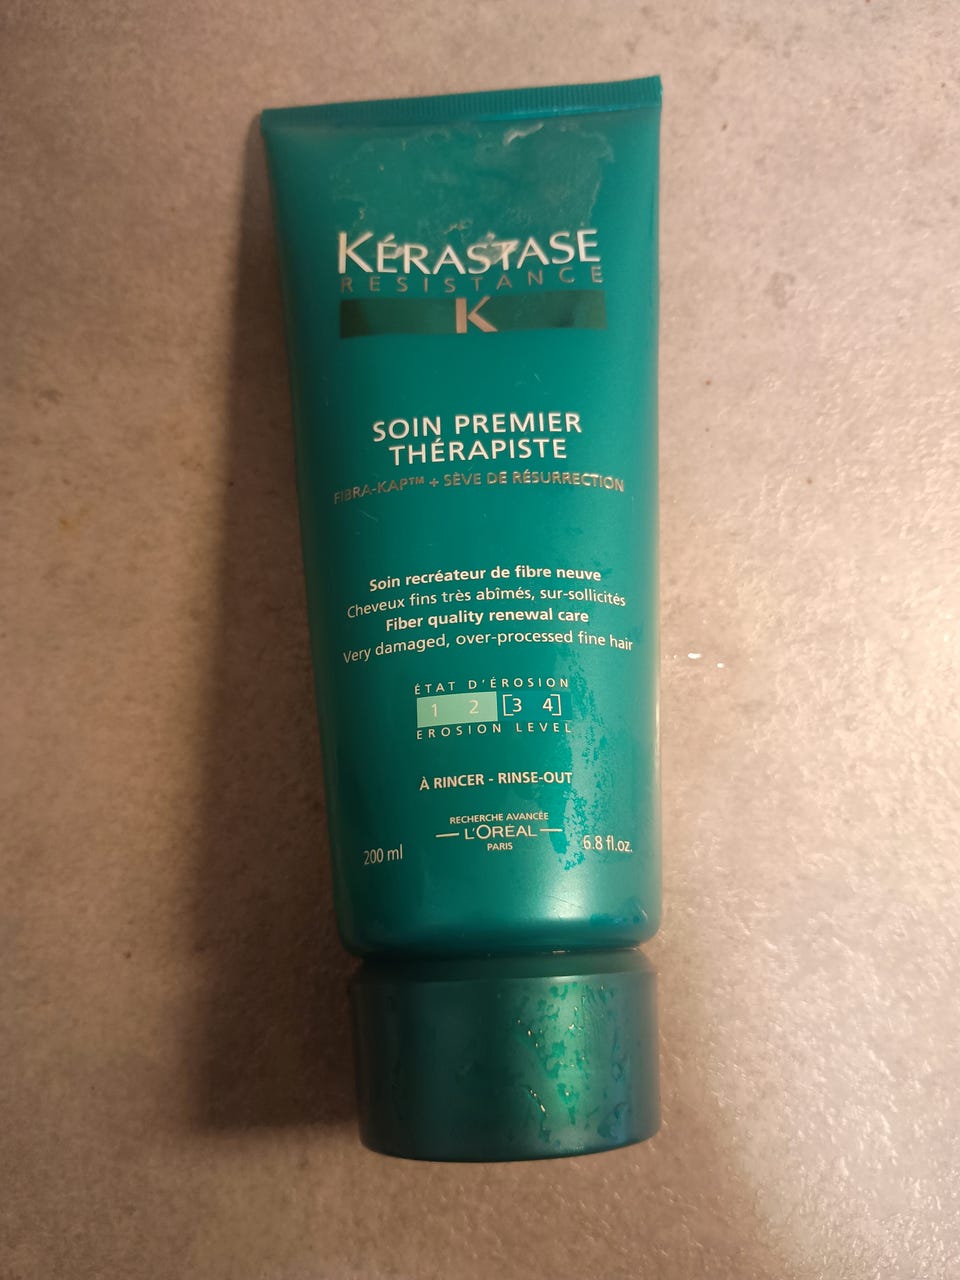 KÉRASTASE
RESISTANCE
K
SOIN PREMIER
THÉRAPISTE
FIBRA-KAP™ + SÈVE DE RÉSURRECTION
Soin recréateur de fibre neuve
Cheveux fins très abîmés, sur-sollicités
Fiber quality renewal care
Very damaged, over-processed fine hair
ÉTAT D'ÉROSION
1 2 [3 4]
EROSION LEVEL
À RINCER - RINSE-OUT
RECHERCHE AVANCÉE
L'ORÉAL
PARIS
200 ml 6.8 fl.oz.